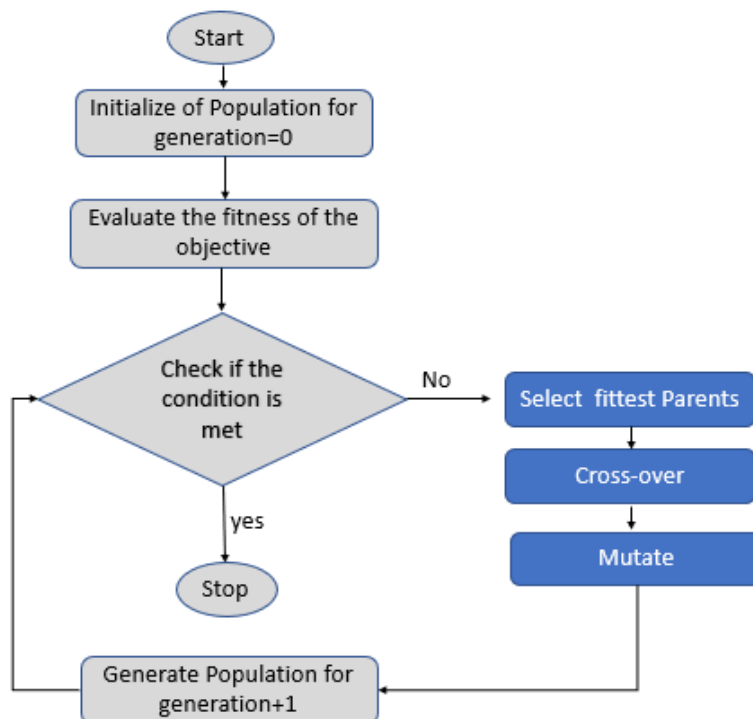 Start
Initialize of Population for
generation=0
Evaluate the fitness of the
objective
Check if the
condition is
met
No
Select fittest Parents
Cross-over
Mutate
yes
Stop
Generate Population for
generation+1